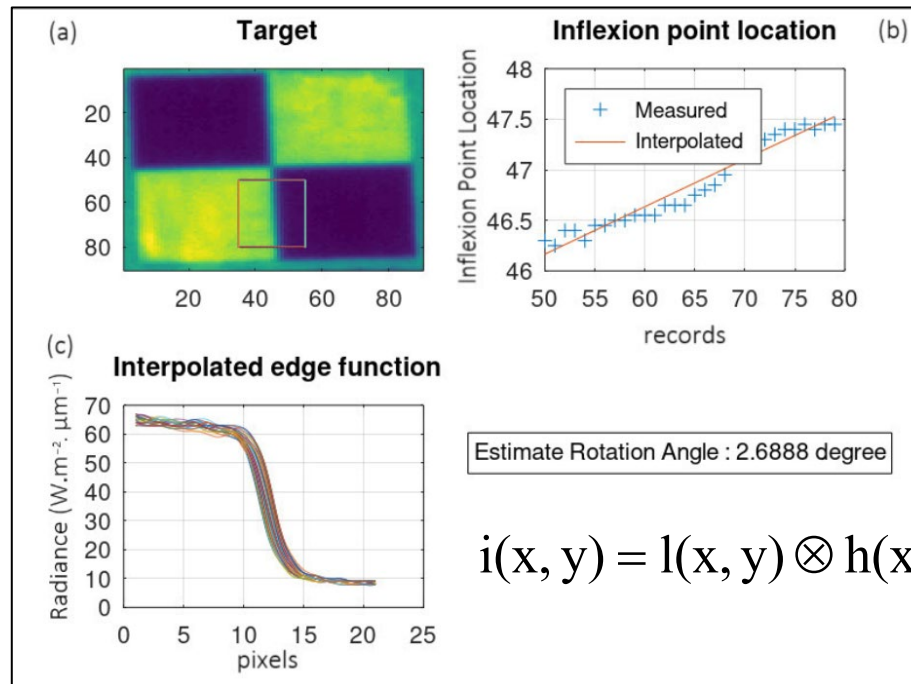 (a)
Target
20
40
60
80
20 40 60 80
Inflexion point location
(b)
Inflexion Point Location
48
47.5
47
46.5
46
Measured
Interpolated
50 55 60 65 70 75 80
records
(c)
Interpolated edge function
Radiance (W.m⁻². µm⁻¹)
70
60
50
40
30
20
10
0
0 5 10 15 20 25
pixels
Estimate Rotation Angle : 2.6888 degree
i(x, y) = l(x, y) ⊗ h(x